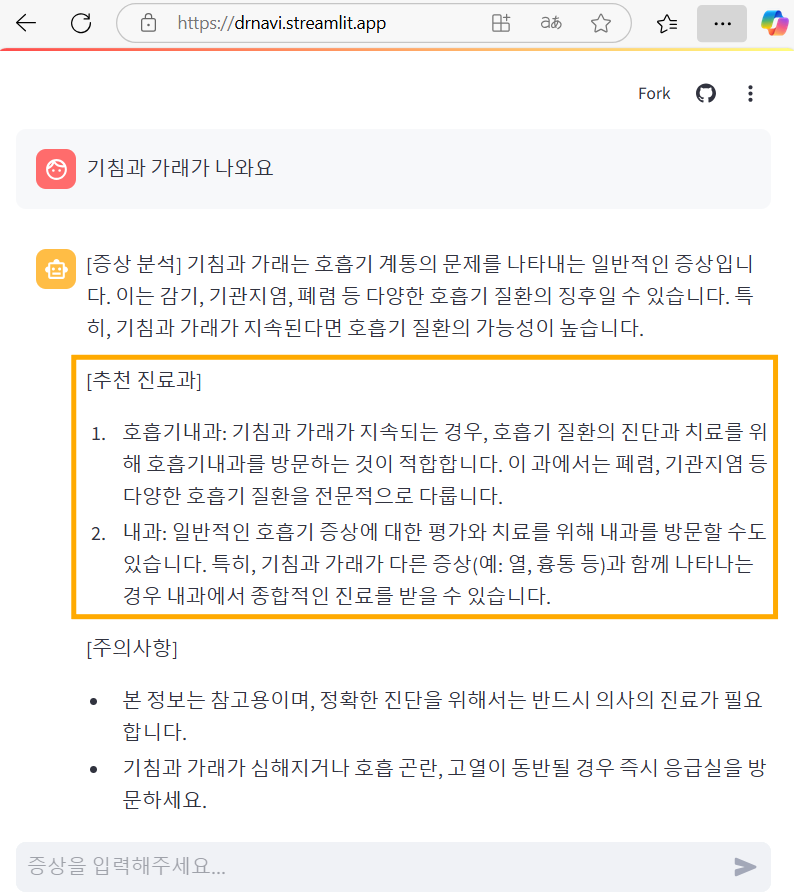 https://drnavi.streamlit.app
aあ
Fork
기침과 가래가 나와요
[증상 분석] 기침과 가래는 호흡기 계통의 문제를 나타내는 일반적인 증상입니
다. 이는 감기, 기관지염, 폐렴 등 다양한 호흡기 질환의 징후일 수 있습니다. 특
히, 기침과 가래가 지속된다면 호흡기 질환의 가능성이 높습니다.
[추천 진료과]
1. 호흡기내과: 기침과 가래가 지속되는 경우, 호흡기 질환의 진단과 치료를 위
해 호흡기내과를 방문하는 것이 적합합니다. 이 과에서는 폐렴, 기관지염 등
다양한 호흡기 질환을 전문적으로 다룹니다.
2. 내과: 일반적인 호흡기 증상에 대한 평가와 치료를 위해 내과를 방문할 수도
있습니다. 특히, 기침과 가래가 다른 증상(예: 열, 흉통 등)과 함께 나타나는
경우 내과에서 종합적인 진료를 받을 수 있습니다.
[주의사항]
• 본 정보는 참고용이며, 정확한 진단을 위해서는 반드시 의사의 진료가 필요
합니다.
• 기침과 가래가 심해지거나 호흡 곤란, 고열이 동반될 경우 즉시 응급실을 방
문하세요.
증상을 입력해주세요...